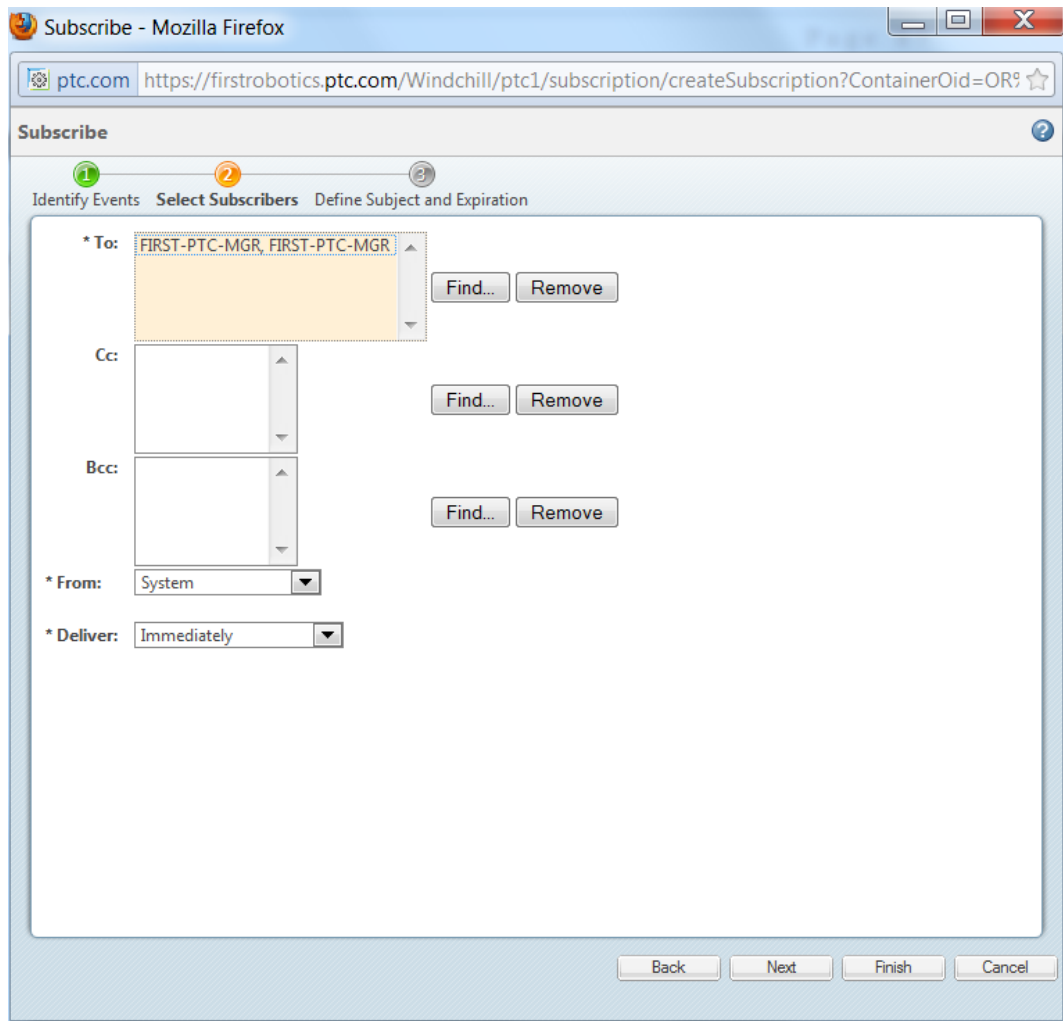 Subscribe - Mozilla Firefox
ptc.com https://firstrobotics.ptc.com/Windchill/ptc1/subscription/createSubscription?ContainerOid=OR%
Subscribe
1 2 3
Identify Events Select Subscribers Define Subject and Expiration
* To: FIRST-PTC-MGR, FIRST-PTC-MGR
Find... Remove
Cc:
Find... Remove
Bcc:
Find... Remove
* From: System
* Deliver: Immediately
Back Next Finish Cancel